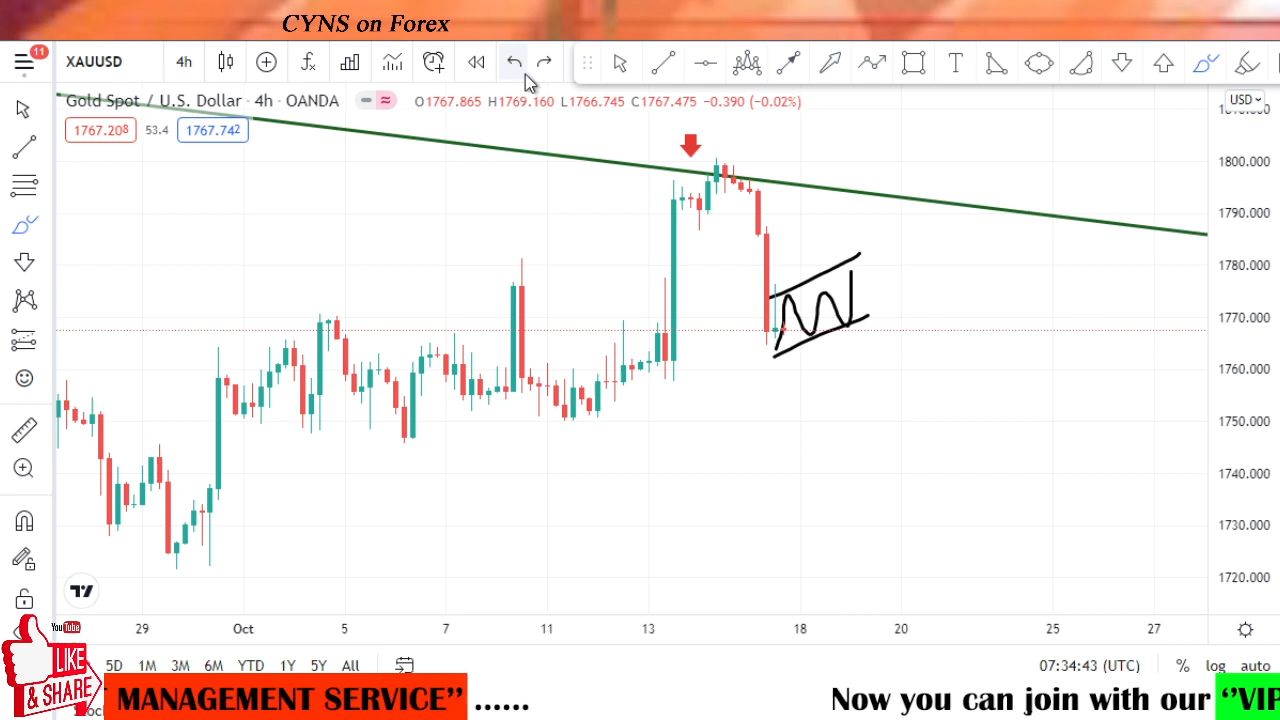 CYNS on Forex
11
XAUUSD 4h
Gold Spot / U.S. Dollar · 4h · OANDA O1767.865 H1769.160 L1766.745 C1767.475 −0.390 (−0.02%)
1767.208 53.4 1767.742
USD
1800.000
1790.000
1780.000
1770.000
1760.000
1750.000
1740.000
1730.000
1720.000
29 Oct 5 7 11 13 18 20 25 27
5D 1M 3M 6M YTD 1Y 5Y All 07:34:43 (UTC) % log auto
You Tube
LIKE
& SHARE
MANAGEMENT SERVICE’’ ...... Now you can join with our ‘’VIP